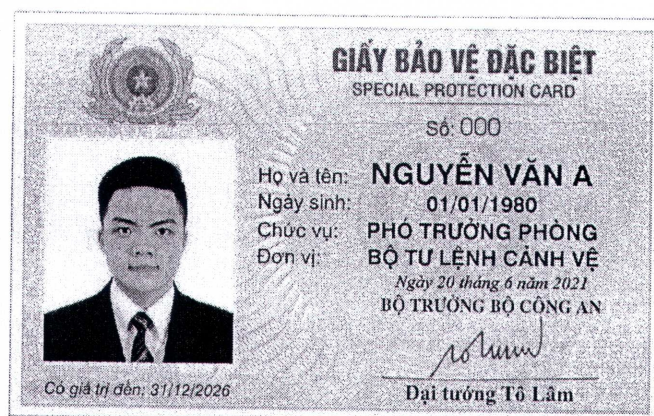 GIẤY BẢO VỆ ĐẶC BIỆT
SPECIAL PROTECTION CARD
Số: 000
Họ và tên: NGUYỄN VĂN A
Ngày sinh: 01/01/1980
Chức vụ: PHÓ TRƯỞNG PHÒNG
Đơn vị: BỘ TƯ LỆNH CẢNH VỆ
Ngày 20 tháng 6 năm 2021
BỘ TRƯỞNG BỘ CÔNG AN
Đại tướng Tô Lâm
Có giá trị đến: 31/12/2026